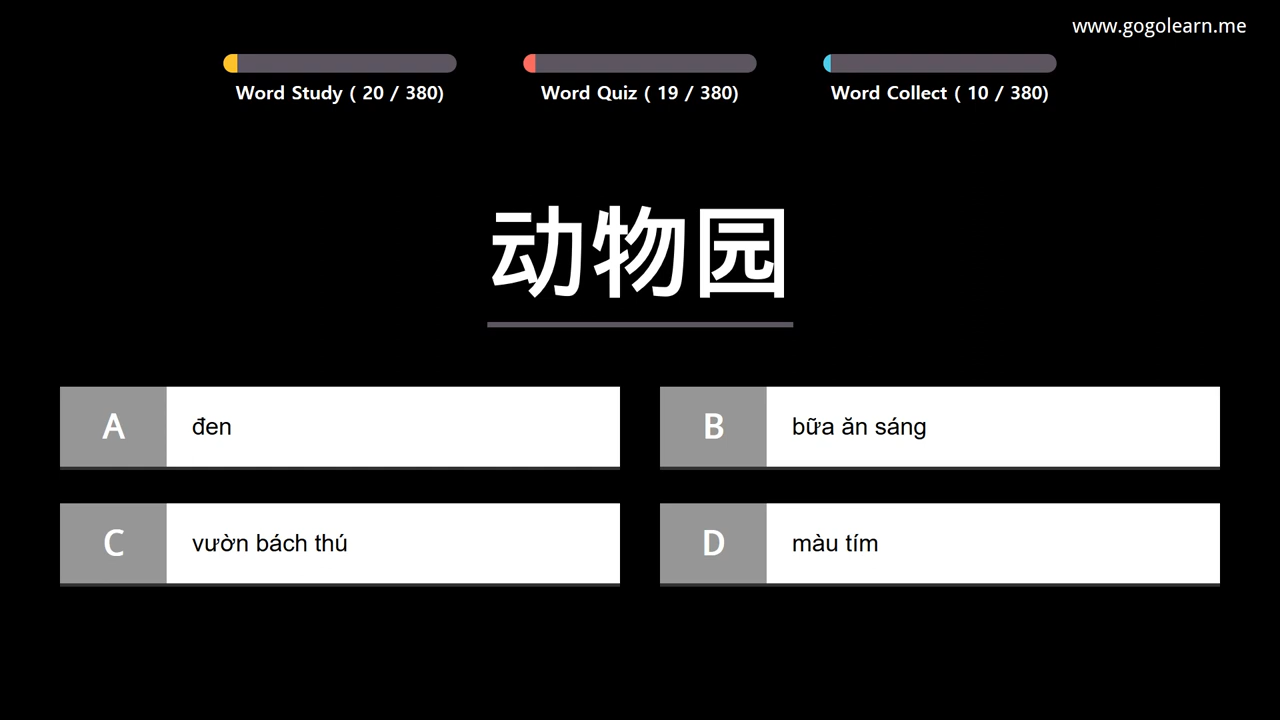 www.gogolearn.me
Word Study ( 20 / 380)
Word Quiz ( 19 / 380)
Word Collect ( 10 / 380)
动物园
A
đen
B
bữa ăn sáng
C
vườn bách thú
D
màu tím